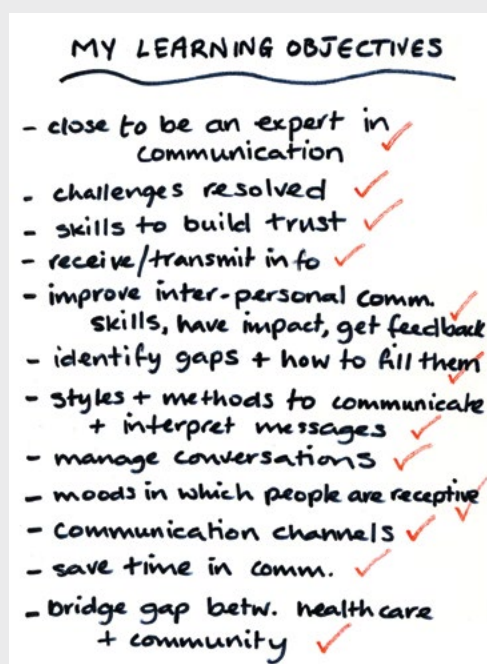 MY LEARNING OBJECTIVES
- close to be an expert in
communication
- challenges resolved
- skills to build trust
- receive/transmit info
- improve inter-personal comm.
skills, have impact, get feedback
- identify gaps + how to fill them
- styles + methods to communicate
+ interpret messages
- manage conversations
- moods in which people are receptive
- communication channels
- save time in comm.
- bridge gap betw. healthcare
+ community